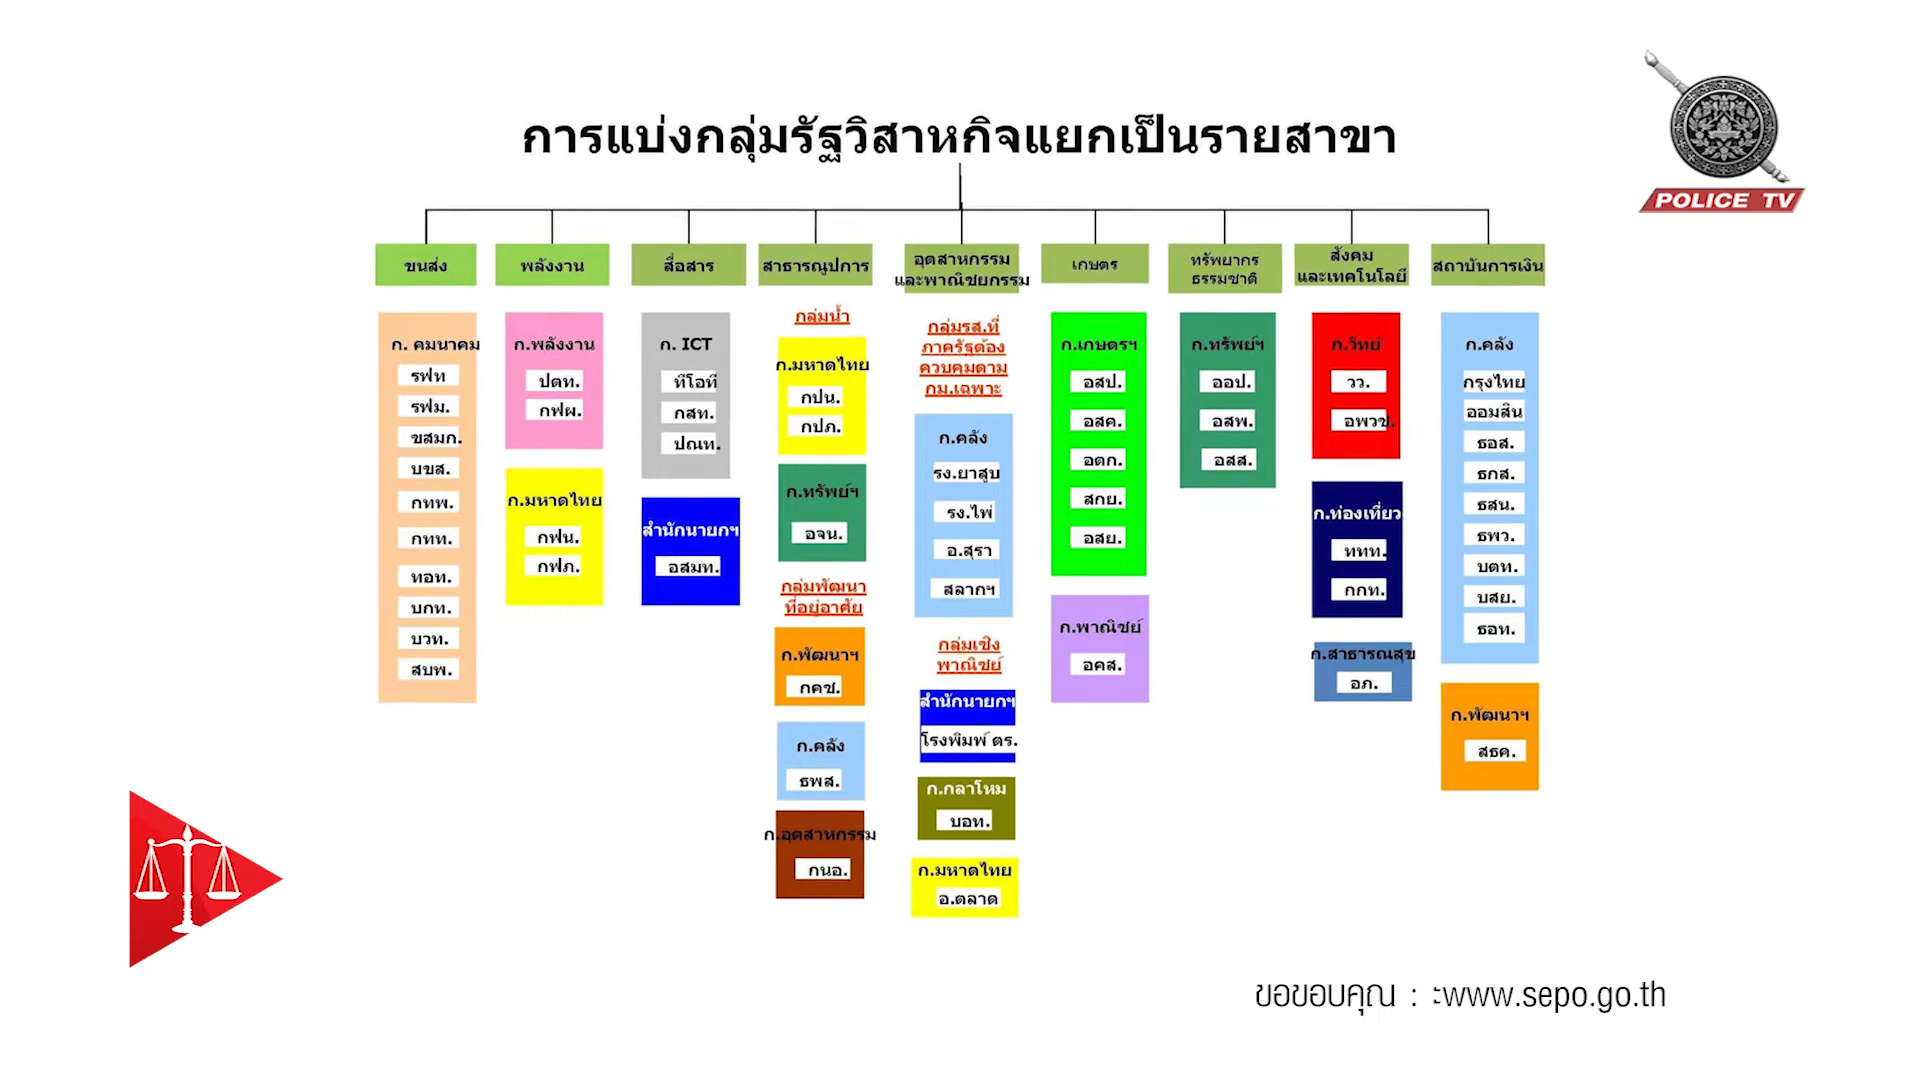 การแบ่งกลุ่มรัฐวิสาหกิจแยกเป็นรายสาขา
POLICE TV
ขนส่ง
ก. คมนาคม
รฟท
รฟม.
ขสมก.
บขส.
กทพ.
กทท.
ทอท.
บกท.
บวท.
สบพ.
พลังงาน
ก.พลังงาน
ปตท.
กฟผ.
ก.มหาดไทย
กฟน.
กฟภ.
สื่อสาร
ก. ICT
ทีโอที
กสท.
ปณท.
สำนักนายกฯ
อสมท.
สาธารณูปการ
กลุ่มน้ำ
ก.มหาดไทย
กปน.
กปภ.
ก.ทรัพย์ฯ
อจน.
กลุ่มพัฒนา
ที่อยู่อาศัย
ก.พัฒนาฯ
กคช.
ก.คลัง
ธพส.
ก.อุตสาหกรรม
กนอ.
อุตสาหกรรม
และพาณิชยกรรม
กลุ่มรส.ที่
ภาครัฐต้อง
ควบคุมตาม
กม.เฉพาะ
ก.คลัง
รง.ยาสูบ
รง.ไพ่
อ.สุรา
สลากฯ
กลุ่มเชิง
พาณิชย์
สำนักนายกฯ
โรงพิมพ์ ตร.
ก.กลาโหม
บอท.
ก.มหาดไทย
อ.ตลาด
เกษตร
ก.เกษตรฯ
อสป.
อสค.
อตก.
สกย.
อสย.
ก.พาณิชย์
อคส.
ทรัพยากร
ธรรมชาติ
ก.ทรัพย์ฯ
ออป.
อสพ.
อสส.
สังคม
และเทคโนโลยี
ก.วิทย์
วว.
อพวช.
ก.ท่องเที่ยว
ททท.
กกท.
ก.สาธารณสุข
อภ.
สถาบันการเงิน
ก.คลัง
กรุงไทย
ออมสิน
ธอส.
ธกส.
ธสน.
ธพว.
บตท.
บสย.
ธอท.
ก.พัฒนาฯ
สธค.
ขอขอบคุณ : ะwww.sepo.go.th